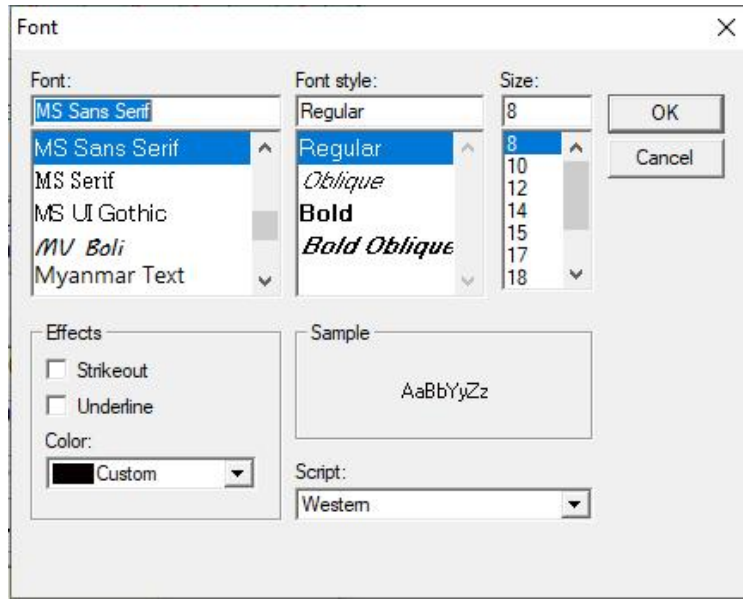 Font
Font:
MS Sans Serif
MS Sans Serif
MS Serif
MS UI Gothic
MV Boli
Myanmar Text
Font style:
Regular
Regular
Oblique
Bold
Bold Oblique
Size:
8
8
10
12
14
15
17
18
OK
Cancel
Effects
Strikeout
Underline
Color:
Custom
Sample
AaBbYyZz
Script:
Western